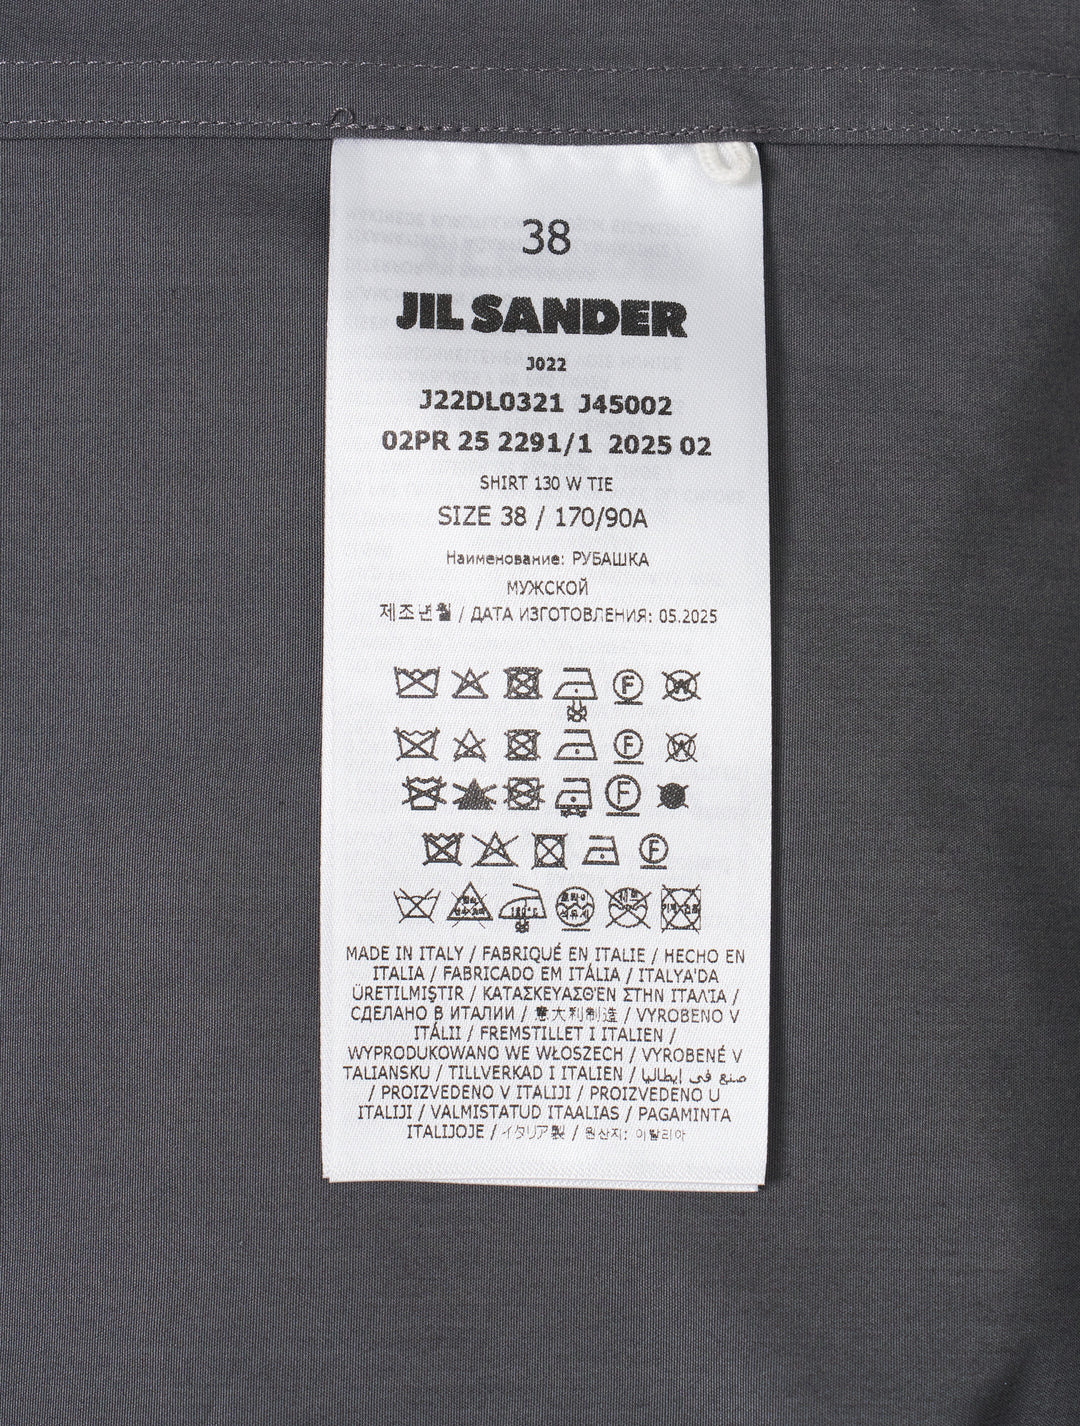 38
JIL SANDER
J022
J22DL0321 J45002
02PR 25 2291/1 2025 02
SHIRT 130 W TIE
SIZE 38 / 170/90A
Наименование: РУБАШКА
МУЖСКОЙ
제조년월 / ДАТА ИЗГОТОВЛЕНИЯ: 05.2025
F W
F W
F
F
180°C
MADE IN ITALY / FABRIQUÉ EN ITALIE / HECHO EN
ITALIA / FABRICADO EM ITÁLIA / ITALYA'DA
ÜRETILMIŞTIR / ΚΑΤΑΣΚΕΥΑΣΘΈΝ ΣΤΗΝ ΙΤΑΛΊΑ /
СДЕЛАНО В ИТАЛИИ / 意大利制造 / VYROBENO V
ITÁLII / FREMSTILLET I ITALIEN /
WYPRODUKOWANO WE WŁOSZECH / VYROBENÉ V
TALIANSKU / TILLVERKAD I ITALIEN / صنع في إيطاليا
/ PROIZVEDENO V ITALIJI / PROIZVEDENO U
ITALIJI / VALMISTATUD ITAALIAS / PAGAMINTA
ITALIJOJE / イタリア製 / 원산지: 이탈리아